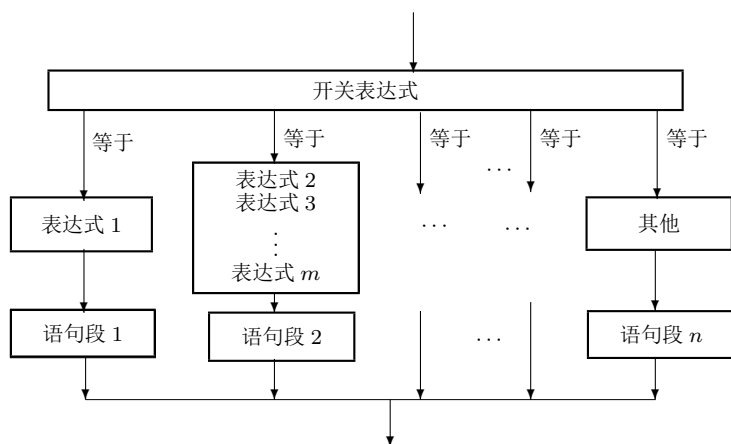 开关表达式
等于 等于 等于 等于 等于
表达式 2
表达式 3
⋮
表达式 m
表达式 1
···
··· ···
其他
语句段 1
语句段 2
···
语句段 n